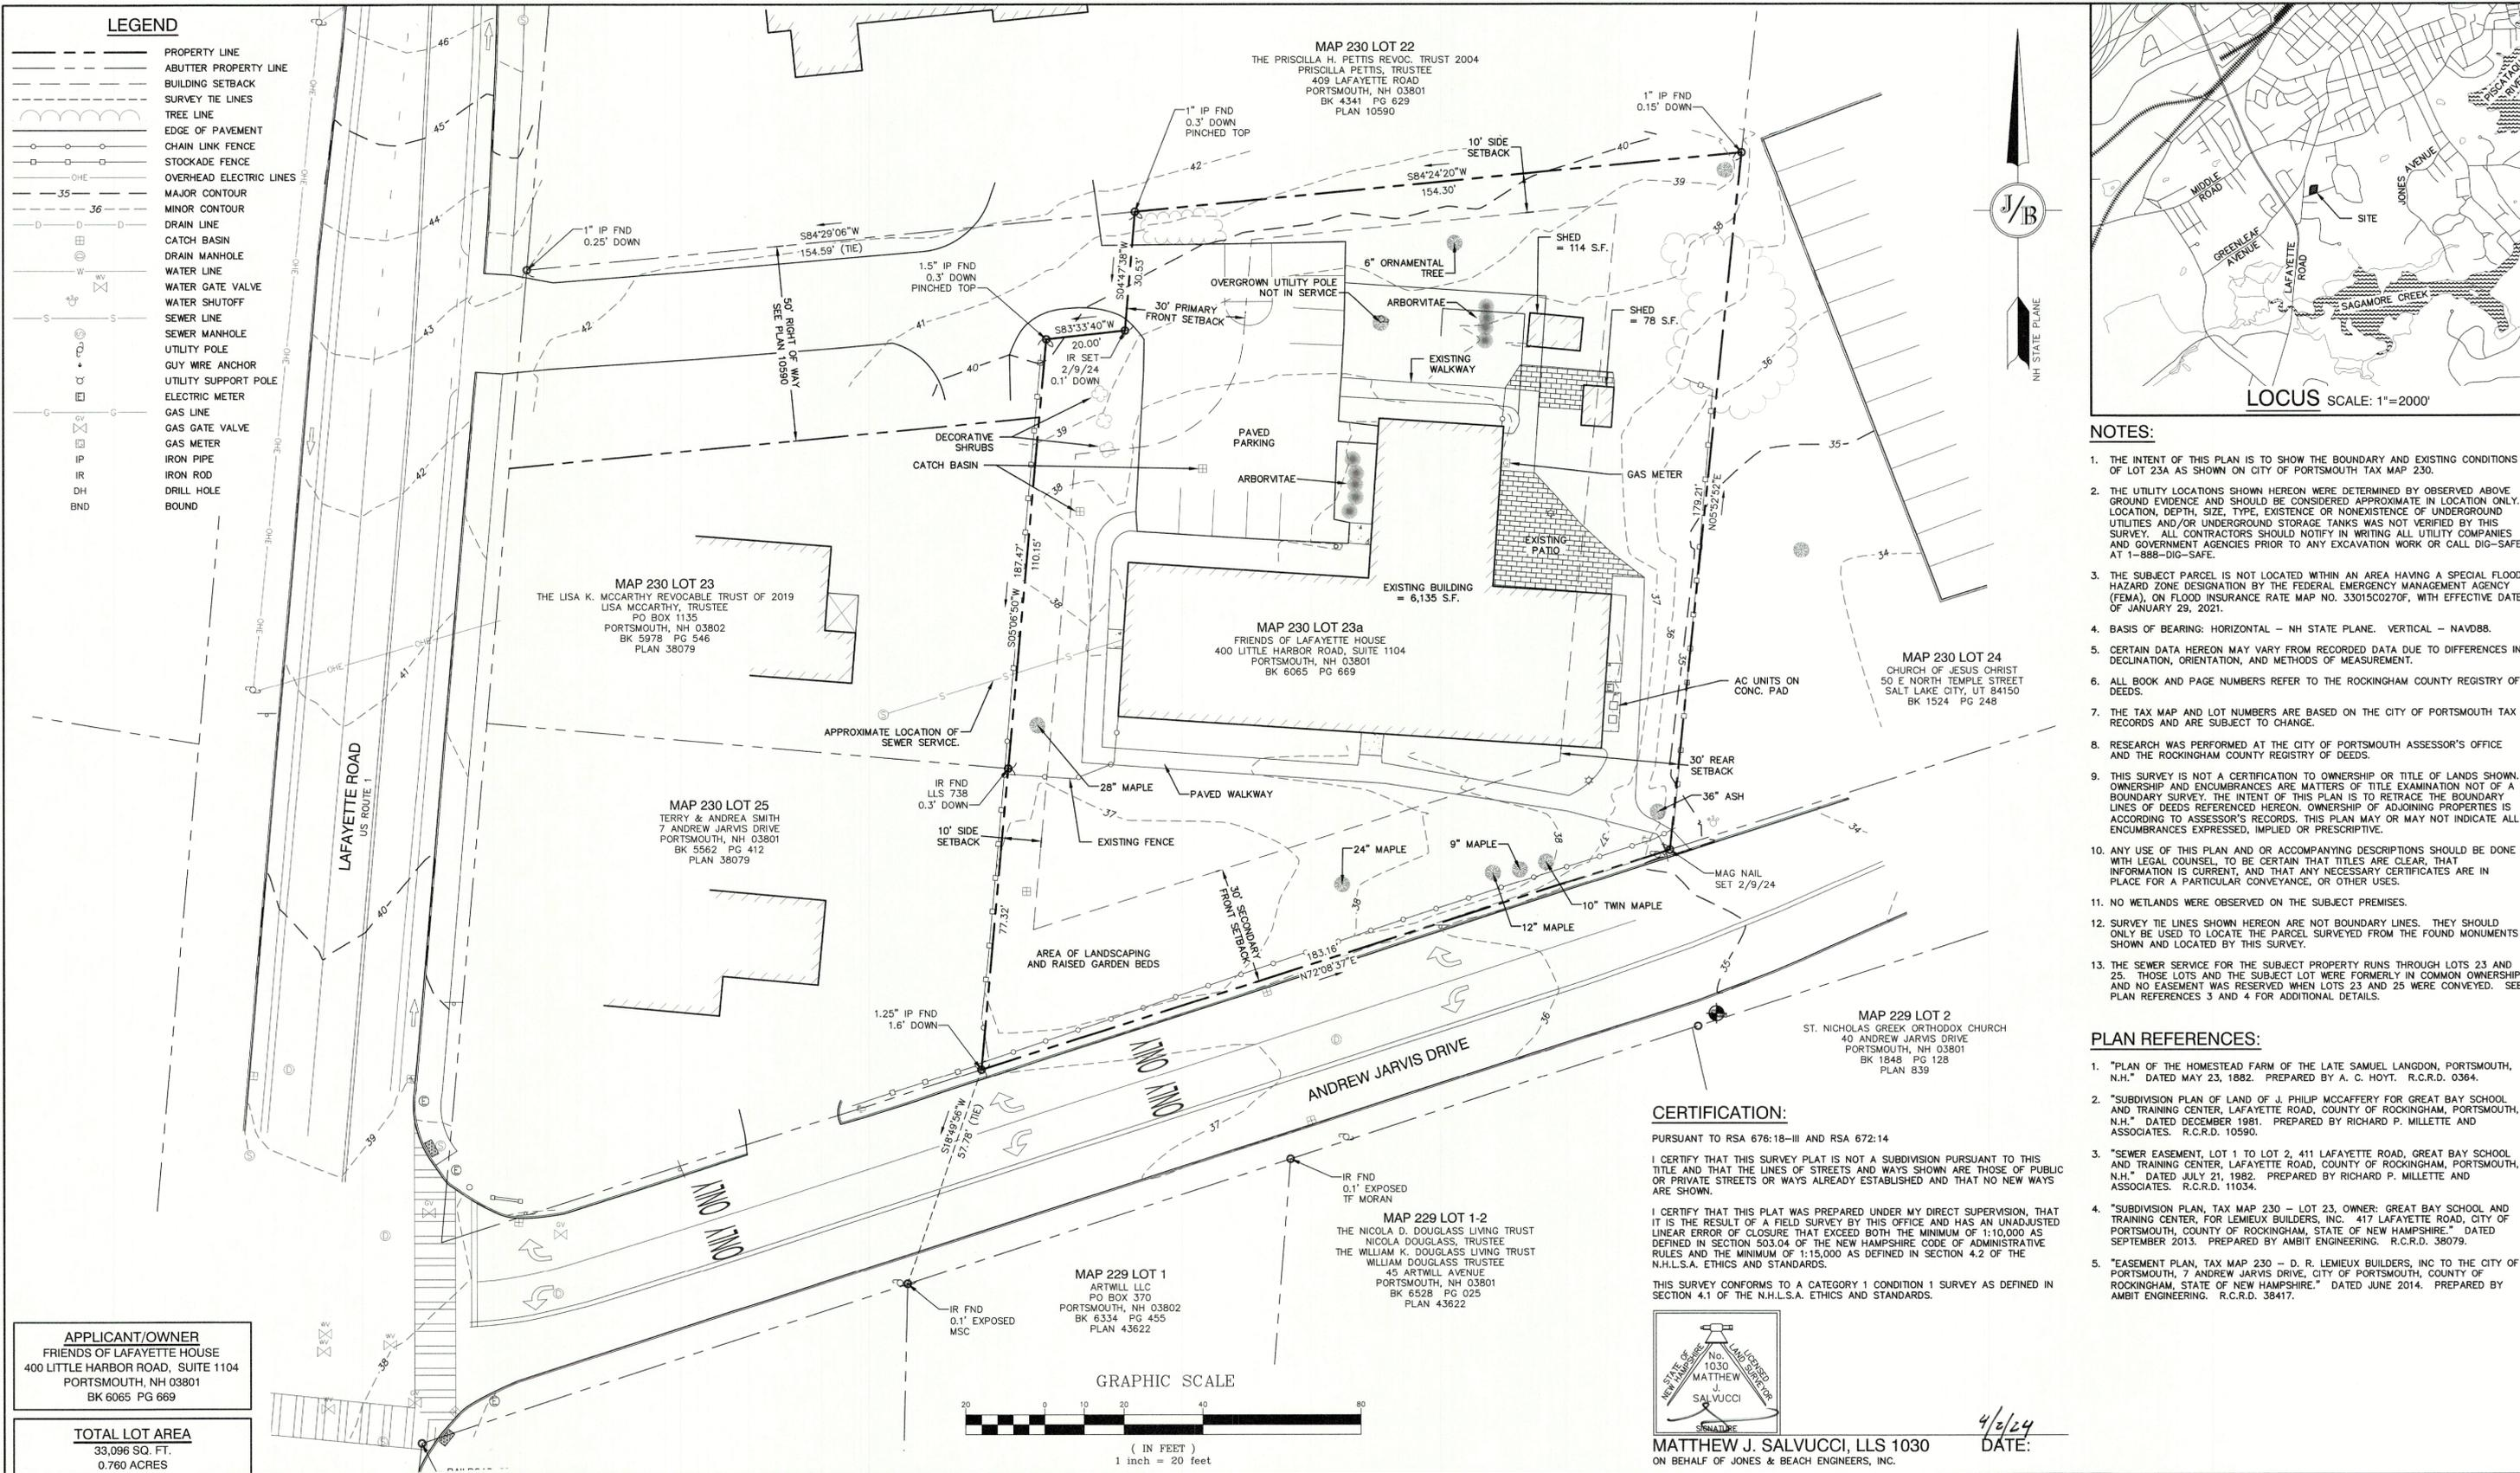 LEGEND
PROPERTY LINE
ABUTTER PROPERTY LINE
BUILDING SETBACK
SURVEY TIE LINES
TREE LINE
EDGE OF PAVEMENT
CHAIN LINK FENCE
STOCKADE FENCE
OHE OVERHEAD ELECTRIC LINES
35 MAJOR CONTOUR
36 MINOR CONTOUR
D D D DRAIN LINE
CATCH BASIN
DRAIN MANHOLE
W WATER LINE
WV WATER GATE VALVE
WATER SHUTOFF
S S SEWER LINE
SEWER MANHOLE
UTILITY POLE
GUY WIRE ANCHOR
UTILITY SUPPORT POLE
E ELECTRIC METER
G G GAS LINE
GV GAS GATE VALVE
GAS METER
IP IRON PIPE
IR IRON ROD
DH DRILL HOLE
BND BOUND
MAP 230 LOT 22
THE PRISCILLA H. PETTIS REVOC. TRUST 2004
PRISCILLA PETTIS, TRUSTEE
409 LAFAYETTE ROAD
PORTSMOUTH, NH 03801
BK 4341 PG 629
PLAN 10590
1" IP FND
0.3' DOWN
PINCHED TOP
1" IP FND
0.15' DOWN
10' SIDE
SETBACK
S84°24'20"W
154.30'
1" IP FND
0.25' DOWN
S84°29'06"W
154.59' (TIE)
1.5" IP FND
0.3' DOWN
PINCHED TOP
S04°47'38"W
30.53'
S83°33'40"W
20.00'
IR SET
2/9/24
0.1' DOWN
30' PRIMARY
FRONT SETBACK
50' RIGHT OF WAY
SEE PLAN 10590
6" ORNAMENTAL
TREE
OVERGROWN UTILITY POLE
NOT IN SERVICE
ARBORVITAE
SHED
= 114 S.F.
SHED
= 78 S.F.
EXISTING
WALKWAY
DECORATIVE
SHRUBS
CATCH BASIN
PAVED
PARKING
ARBORVITAE
GAS METER
EXISTING
PATIO
179.21'
N05°52'52"E
187.47'
110.15'
S05°06'50"W
EXISTING BUILDING
= 6,135 S.F.
MAP 230 LOT 23
THE LISA K. MCCARTHY REVOCABLE TRUST OF 2019
LISA MCCARTHY, TRUSTEE
PO BOX 1135
PORTSMOUTH, NH 03802
BK 5978 PG 546
PLAN 38079
MAP 230 LOT 23a
FRIENDS OF LAFAYETTE HOUSE
400 LITTLE HARBOR ROAD, SUITE 1104
PORTSMOUTH, NH 03801
BK 6065 PG 669
MAP 230 LOT 24
CHURCH OF JESUS CHRIST
50 E NORTH TEMPLE STREET
SALT LAKE CITY, UT 84150
BK 1524 PG 248
AC UNITS ON
CONC. PAD
APPROXIMATE LOCATION OF
SEWER SERVICE.
IR FND
LLS 738
0.3' DOWN
28" MAPLE
PAVED WALKWAY
30' REAR
SETBACK
36" ASH
MAP 230 LOT 25
TERRY & ANDREA SMITH
7 ANDREW JARVIS DRIVE
PORTSMOUTH, NH 03801
BK 5562 PG 412
PLAN 38079
10' SIDE
SETBACK
EXISTING FENCE
24" MAPLE
9" MAPLE
MAG NAIL
SET 2/9/24
10" TWIN MAPLE
12" MAPLE
77.32'
30' SECONDARY
FRONT SETBACK
AREA OF LANDSCAPING
AND RAISED GARDEN BEDS
183.16'
N72°08'37"E
1.25" IP FND
1.6' DOWN
S18°49'56"W
57.78' (TIE)
LAFAYETTE ROAD
US ROUTE 1
ANDREW JARVIS DRIVE
ONLY
ONLY
ONLY
ONLY
MAP 229 LOT 2
ST. NICHOLAS GREEK ORTHODOX CHURCH
40 ANDREW JARVIS DRIVE
PORTSMOUTH, NH 03801
BK 1848 PG 128
PLAN 839
IR FND
0.1' EXPOSED
TF MORAN
MAP 229 LOT 1-2
THE NICOLA D. DOUGLASS LIVING TRUST
NICOLA DOUGLASS, TRUSTEE
THE WILLIAM K. DOUGLASS LIVING TRUST
WILLIAM DOUGLASS TRUSTEE
45 ARTWILL AVENUE
PORTSMOUTH, NH 03801
BK 6528 PG 025
PLAN 43622
IR FND
0.1' EXPOSED
MSC
MAP 229 LOT 1
ARTWILL LLC
PO BOX 370
PORTSMOUTH, NH 03802
BK 6334 PG 455
PLAN 43622
GRAPHIC SCALE
20 0 10 20 40 80
( IN FEET )
1 inch = 20 feet
APPLICANT/OWNER
FRIENDS OF LAFAYETTE HOUSE
400 LITTLE HARBOR ROAD, SUITE 1104
PORTSMOUTH, NH 03801
BK 6065 PG 669
TOTAL LOT AREA
33,096 SQ. FT.
0.760 ACRES
J/B
NH STATE PLANE
MIDDLE
ROAD
GREENLEAF
AVENUE
LAFAYETTE
ROAD
JONES AVENUE
SITE
SAGAMORE CREEK
LOCUS SCALE: 1"=2000'
NOTES:
1. THE INTENT OF THIS PLAN IS TO SHOW THE BOUNDARY AND EXISTING CONDITIONS
OF LOT 23A AS SHOWN ON CITY OF PORTSMOUTH TAX MAP 230.
2. THE UTILITY LOCATIONS SHOWN HEREON WERE DETERMINED BY OBSERVED ABOVE
GROUND EVIDENCE AND SHOULD BE CONSIDERED APPROXIMATE IN LOCATION ONLY.
LOCATION, DEPTH, SIZE, TYPE, EXISTENCE OR NONEXISTENCE OF UNDERGROUND
UTILITIES AND/OR UNDERGROUND STORAGE TANKS WAS NOT VERIFIED BY THIS
SURVEY. ALL CONTRACTORS SHOULD NOTIFY IN WRITING ALL UTILITY COMPANIES
AND GOVERNMENT AGENCIES PRIOR TO ANY EXCAVATION WORK OR CALL DIG-SAFE
AT 1-888-DIG-SAFE.
3. THE SUBJECT PARCEL IS NOT LOCATED WITHIN AN AREA HAVING A SPECIAL FLOOD
HAZARD ZONE DESIGNATION BY THE FEDERAL EMERGENCY MANAGEMENT AGENCY
(FEMA), ON FLOOD INSURANCE RATE MAP NO. 33015C0270F, WITH EFFECTIVE DATE
OF JANUARY 29, 2021.
4. BASIS OF BEARING: HORIZONTAL - NH STATE PLANE. VERTICAL - NAVD88.
5. CERTAIN DATA HEREON MAY VARY FROM RECORDED DATA DUE TO DIFFERENCES IN
DECLINATION, ORIENTATION, AND METHODS OF MEASUREMENT.
6. ALL BOOK AND PAGE NUMBERS REFER TO THE ROCKINGHAM COUNTY REGISTRY OF
DEEDS.
7. THE TAX MAP AND LOT NUMBERS ARE BASED ON THE CITY OF PORTSMOUTH TAX
RECORDS AND ARE SUBJECT TO CHANGE.
8. RESEARCH WAS PERFORMED AT THE CITY OF PORTSMOUTH ASSESSOR'S OFFICE
AND THE ROCKINGHAM COUNTY REGISTRY OF DEEDS.
9. THIS SURVEY IS NOT A CERTIFICATION TO OWNERSHIP OR TITLE OF LANDS SHOWN.
OWNERSHIP AND ENCUMBRANCES ARE MATTERS OF TITLE EXAMINATION NOT OF A
BOUNDARY SURVEY. THE INTENT OF THIS PLAN IS TO RETRACE THE BOUNDARY
LINES OF DEEDS REFERENCED HEREON. OWNERSHIP OF ADJOINING PROPERTIES IS
ACCORDING TO ASSESSOR'S RECORDS. THIS PLAN MAY OR MAY NOT INDICATE ALL
ENCUMBRANCES EXPRESSED, IMPLIED OR PRESCRIPTIVE.
10. ANY USE OF THIS PLAN AND OR ACCOMPANYING DESCRIPTIONS SHOULD BE DONE
WITH LEGAL COUNSEL, TO BE CERTAIN THAT TITLES ARE CLEAR, THAT
INFORMATION IS CURRENT, AND THAT ANY NECESSARY CERTIFICATES ARE IN
PLACE FOR A PARTICULAR CONVEYANCE, OR OTHER USES.
11. NO WETLANDS WERE OBSERVED ON THE SUBJECT PREMISES.
12. SURVEY TIE LINES SHOWN HEREON ARE NOT BOUNDARY LINES. THEY SHOULD
ONLY BE USED TO LOCATE THE PARCEL SURVEYED FROM THE FOUND MONUMENTS
SHOWN AND LOCATED BY THIS SURVEY.
13. THE SEWER SERVICE FOR THE SUBJECT PROPERTY RUNS THROUGH LOTS 23 AND
25. THOSE LOTS AND THE SUBJECT LOT WERE FORMERLY IN COMMON OWNERSHIP
AND NO EASEMENT WAS RESERVED WHEN LOTS 23 AND 25 WERE CONVEYED. SEE
PLAN REFERENCES 3 AND 4 FOR ADDITIONAL DETAILS.
PLAN REFERENCES:
1. "PLAN OF THE HOMESTEAD FARM OF THE LATE SAMUEL LANGDON, PORTSMOUTH,
N.H." DATED MAY 23, 1882. PREPARED BY A. C. HOYT. R.C.R.D. 0364.
2. "SUBDIVISION PLAN OF LAND OF J. PHILIP MCCAFFERY FOR GREAT BAY SCHOOL
AND TRAINING CENTER, LAFAYETTE ROAD, COUNTY OF ROCKINGHAM, PORTSMOUTH,
N.H." DATED DECEMBER 1981. PREPARED BY RICHARD P. MILLETTE AND
ASSOCIATES. R.C.R.D. 10590.
3. "SEWER EASEMENT, LOT 1 TO LOT 2, 411 LAFAYETTE ROAD, GREAT BAY SCHOOL
AND TRAINING CENTER, LAFAYETTE ROAD, COUNTY OF ROCKINGHAM, PORTSMOUTH,
N.H." DATED JULY 21, 1982. PREPARED BY RICHARD P. MILLETTE AND
ASSOCIATES. R.C.R.D. 11034.
4. "SUBDIVISION PLAN, TAX MAP 230 - LOT 23, OWNER: GREAT BAY SCHOOL AND
TRAINING CENTER, FOR LEMIEUX BUILDERS, INC. 417 LAFAYETTE ROAD, CITY OF
PORTSMOUTH, COUNTY OF ROCKINGHAM, STATE OF NEW HAMPSHIRE." DATED
SEPTEMBER 2013. PREPARED BY AMBIT ENGINEERING. R.C.R.D. 38079.
5. "EASEMENT PLAN, TAX MAP 230 - D. R. LEMIEUX BUILDERS, INC TO THE CITY OF
PORTSMOUTH, 7 ANDREW JARVIS DRIVE, CITY OF PORTSMOUTH, COUNTY OF
ROCKINGHAM, STATE OF NEW HAMPSHIRE." DATED JUNE 2014. PREPARED BY
AMBIT ENGINEERING. R.C.R.D. 38417.
CERTIFICATION:
PURSUANT TO RSA 676:18-III AND RSA 672:14
I CERTIFY THAT THIS SURVEY PLAT IS NOT A SUBDIVISION PURSUANT TO THIS
TITLE AND THAT THE LINES OF STREETS AND WAYS SHOWN ARE THOSE OF PUBLIC
OR PRIVATE STREETS OR WAYS ALREADY ESTABLISHED AND THAT NO NEW WAYS
ARE SHOWN.
I CERTIFY THAT THIS PLAT WAS PREPARED UNDER MY DIRECT SUPERVISION, THAT
IT IS THE RESULT OF A FIELD SURVEY BY THIS OFFICE AND HAS AN UNADJUSTED
LINEAR ERROR OF CLOSURE THAT EXCEED BOTH THE MINIMUM OF 1:10,000 AS
DEFINED IN SECTION 503.04 OF THE NEW HAMPSHIRE CODE OF ADMINISTRATIVE
RULES AND THE MINIMUM OF 1:15,000 AS DEFINED IN SECTION 4.2 OF THE
N.H.L.S.A. ETHICS AND STANDARDS.
THIS SURVEY CONFORMS TO A CATEGORY 1 CONDITION 1 SURVEY AS DEFINED IN
SECTION 4.1 OF THE N.H.L.S.A. ETHICS AND STANDARDS.
STATE OF NEW HAMPSHIRE
LICENSED LAND SURVEYOR
No.
1030
MATTHEW
J.
SALVUCCI
SIGNATURE
4/2/24
MATTHEW J. SALVUCCI, LLS 1030 DATE:
ON BEHALF OF JONES & BEACH ENGINEERS, INC.